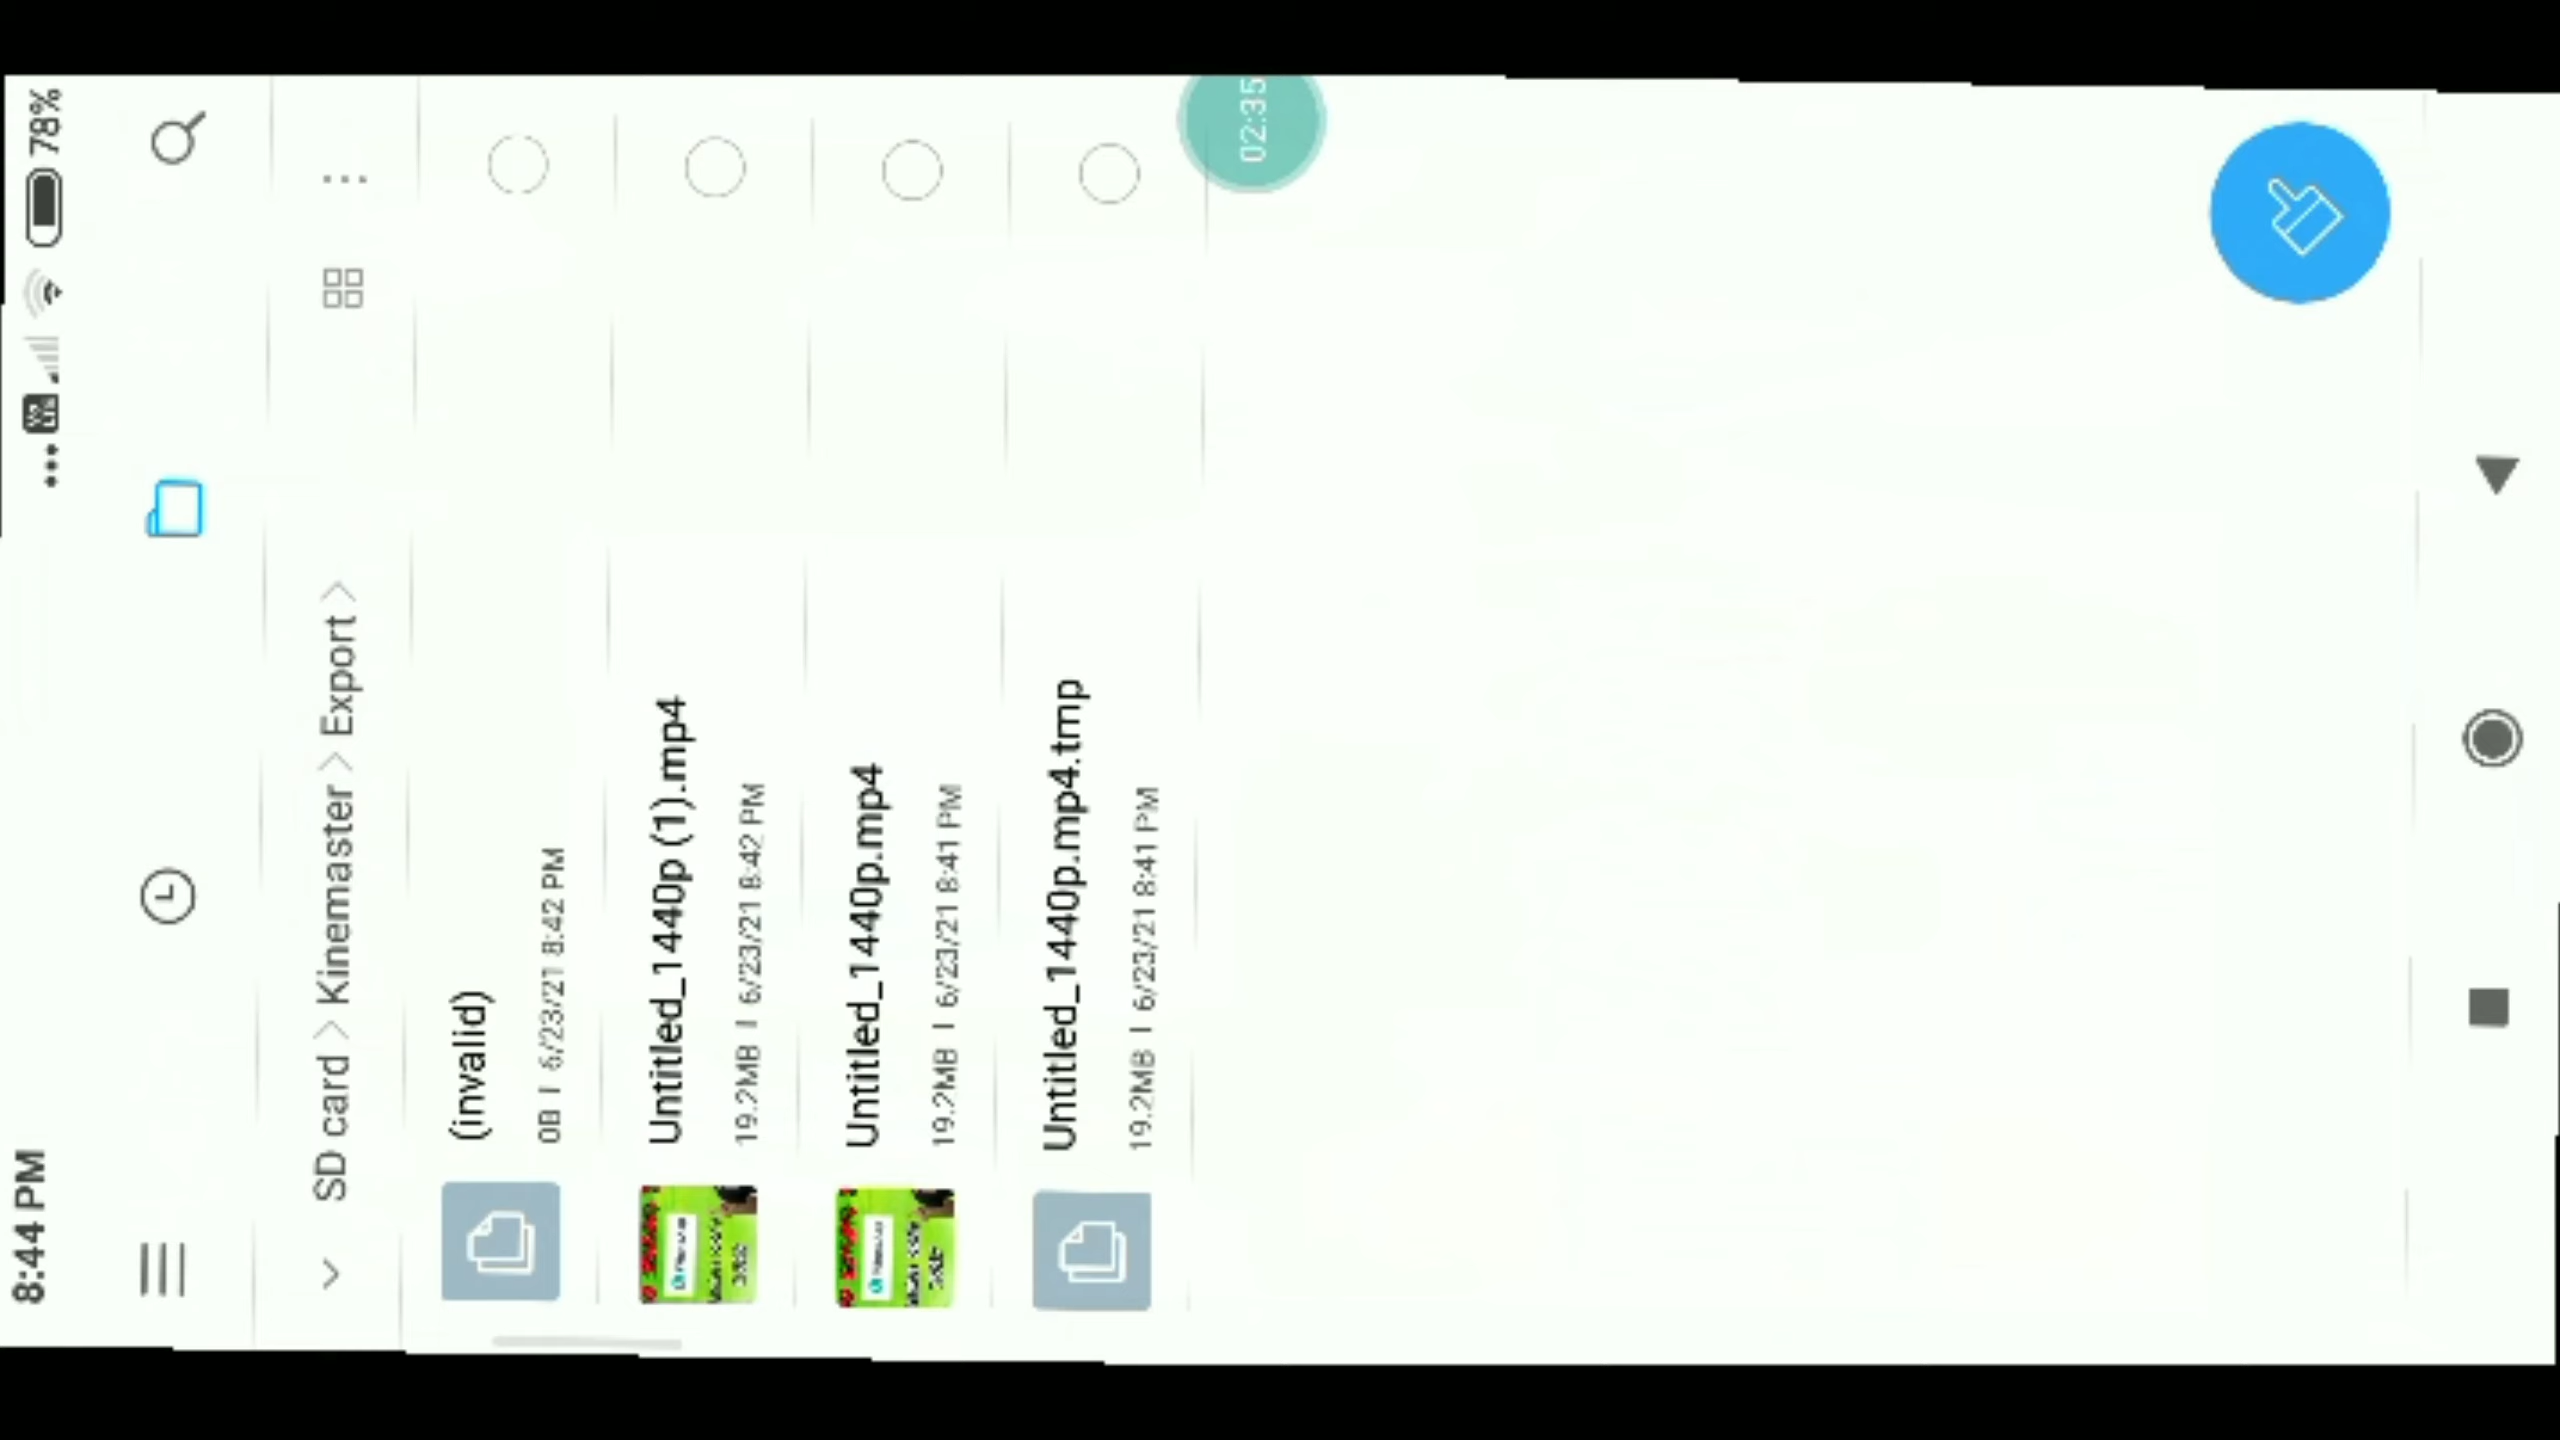 8:44 PM
78%
SD card > Kinemaster > Export >
(invalid)
0B | 6/23/21 8:42 PM
Untitled_1440p (1).mp4
19.2MB | 6/23/21 8:42 PM
Untitled_1440p.mp4
19.2MB | 6/23/21 8:41 PM
Untitled_1440p.mp4.tmp
19.2MB | 6/23/21 8:41 PM
02:35